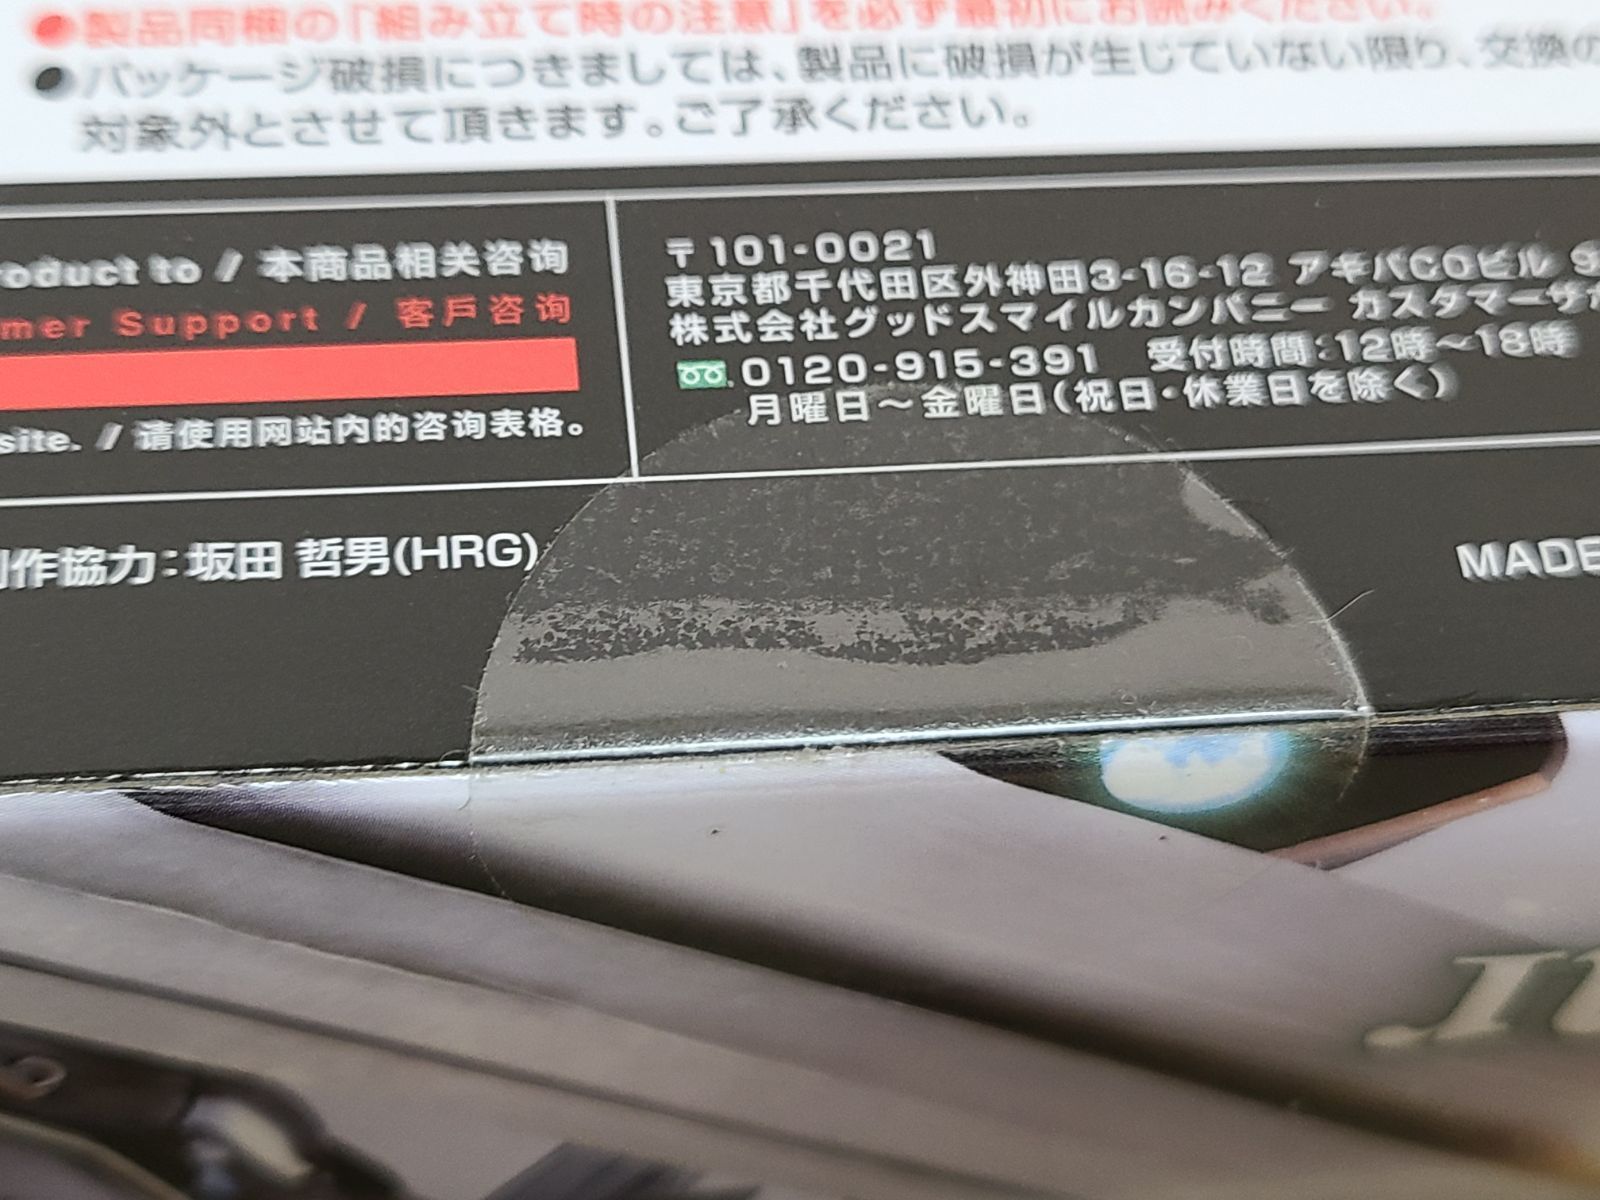 ●製品同梱の「組み立て時の注意」を必ず最初にお読みください。
●パッケージ破損につきましては、製品に破損が生じていない限り、交換の
対象外とさせて頂きます。ご了承ください。
roduct to / 本商品相关咨询
mer Support / 客戶咨询
site. / 请使用网站内的咨询表格。
〒101-0021
東京都千代田区外神田3-16-12 アキバCOビル 9
株式会社グッドスマイルカンパニー カスタマーサポ
0120-915-391 受付時間:12時～18時
月曜日～金曜日(祝日・休業日を除く)
作協力:坂田 哲男(HRG)
MADE